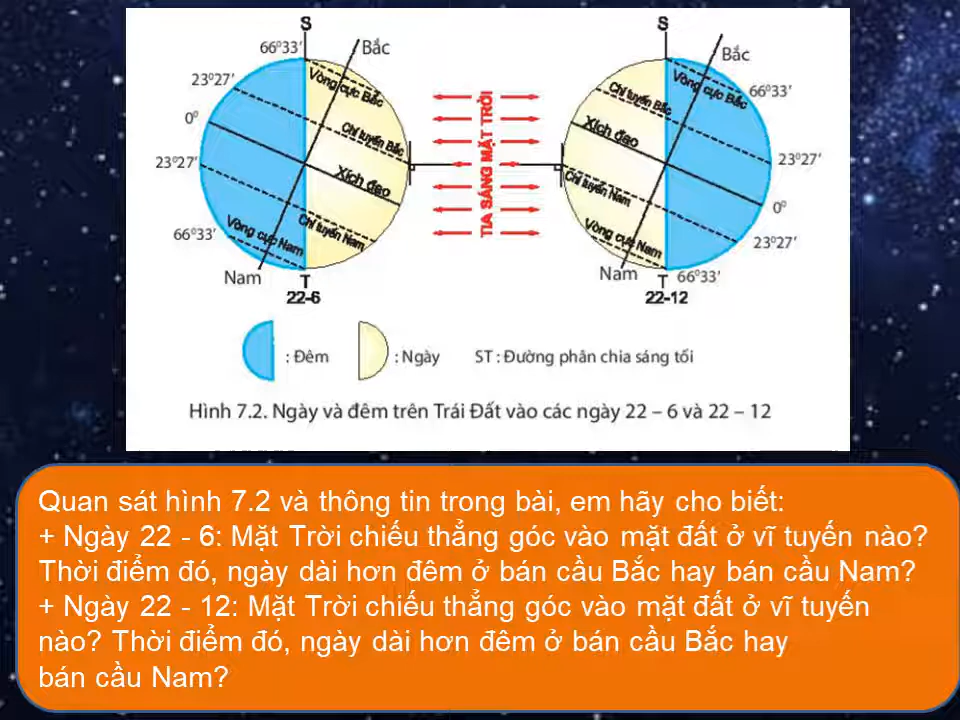 S
66°33'
Bắc
Vòng cực Bắc
23°27'
Chí tuyến Bắc
0°
Xích đạo
23°27'
Chí tuyến Nam
66°33'
Vòng cực Nam
Nam
T
22-6
TIA SÁNG MẶT TRỜI
S
Bắc
Vòng cực Bắc
66°33'
Chí tuyến Bắc
Xích đạo
23°27'
Chí tuyến Nam
0°
23°27'
Vòng cực Nam
Nam
T
66°33'
22-12
: Đêm
: Ngày
ST : Đường phân chia sáng tối
Hình 7.2. Ngày và đêm trên Trái Đất vào các ngày 22 – 6 và 22 – 12
Quan sát hình 7.2 và thông tin trong bài, em hãy cho biết:
+ Ngày 22 - 6: Mặt Trời chiếu thẳng góc vào mặt đất ở vĩ tuyến nào?
Thời điểm đó, ngày dài hơn đêm ở bán cầu Bắc hay bán cầu Nam?
+ Ngày 22 - 12: Mặt Trời chiếu thẳng góc vào mặt đất ở vĩ tuyến
nào? Thời điểm đó, ngày dài hơn đêm ở bán cầu Bắc hay
bán cầu Nam?